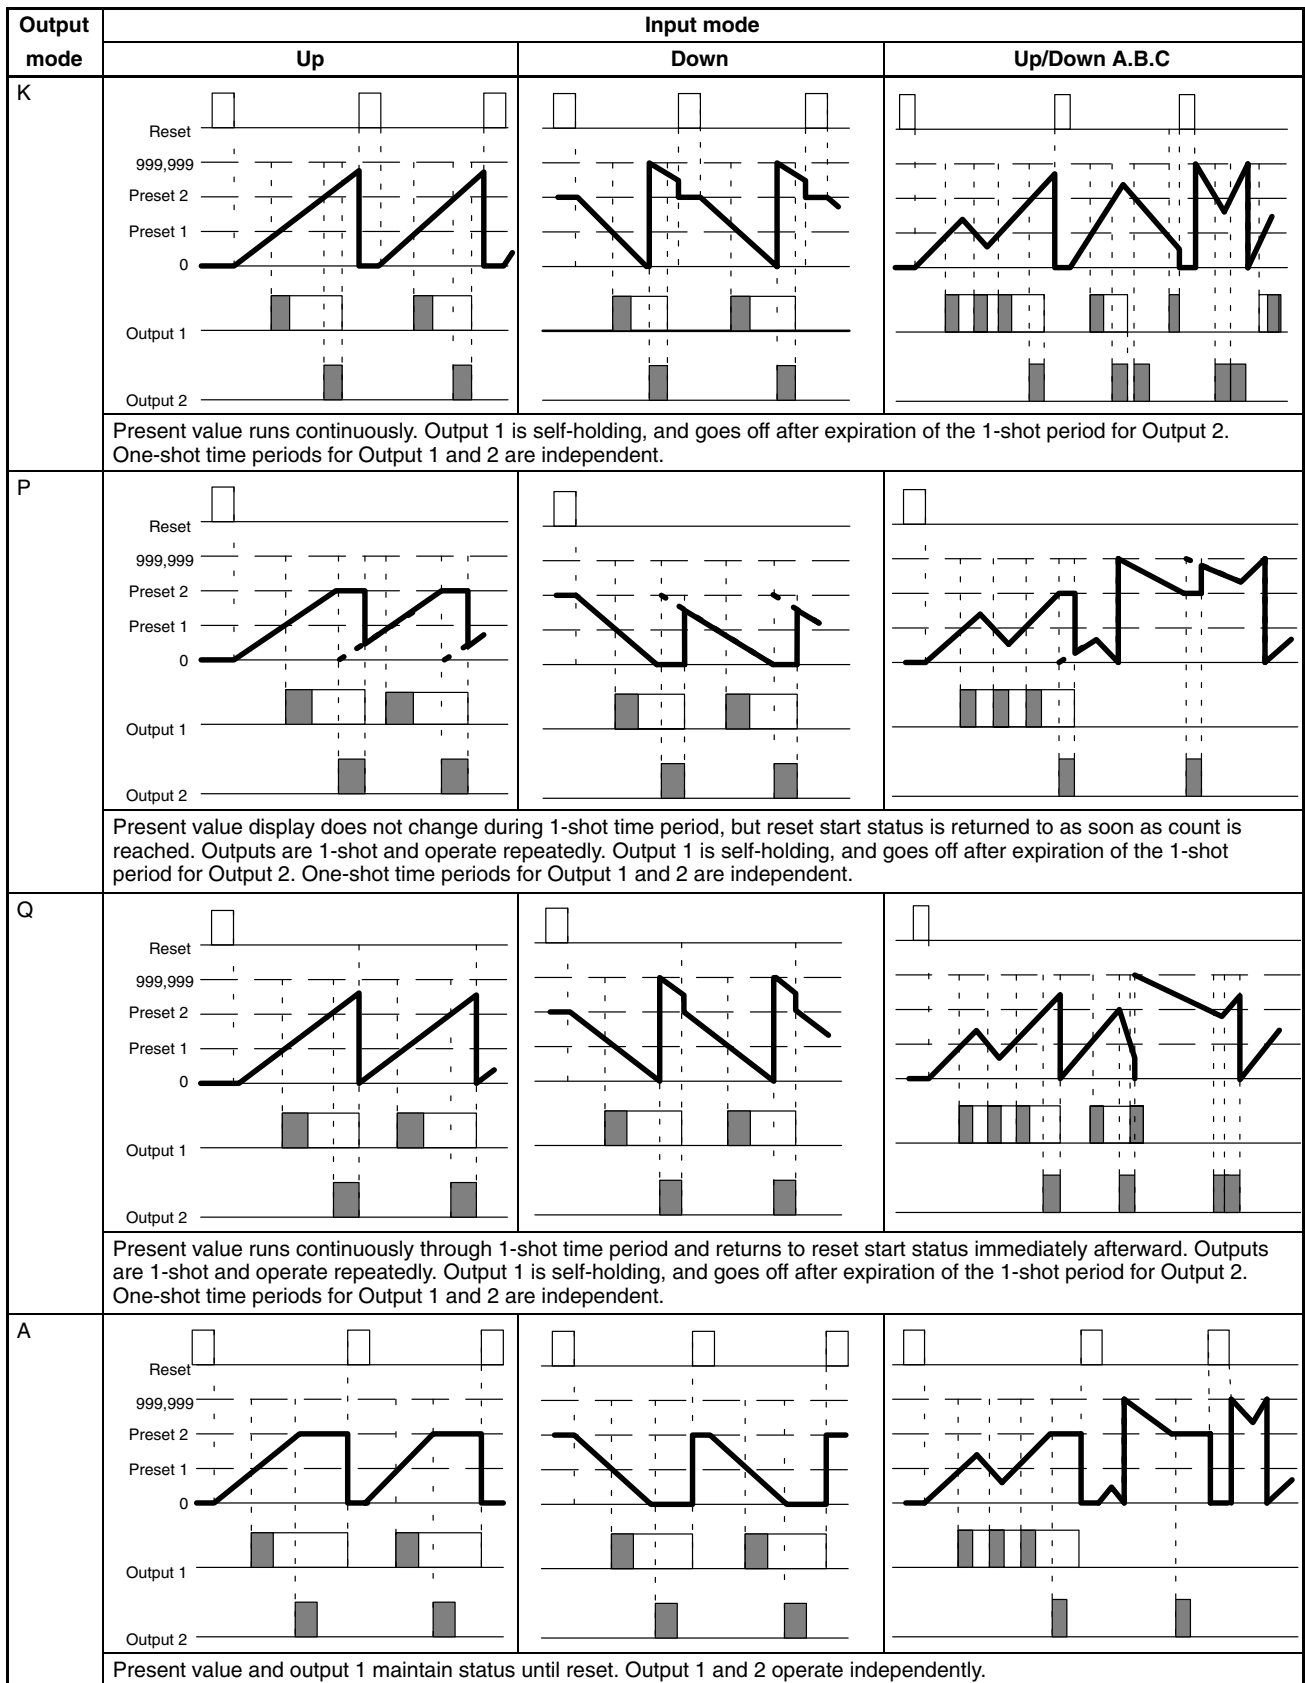 Output mode
Input mode
Up
Down
Up/Down A.B.C
K
Reset
999,999
Preset 2
Preset 1
0
Output 1
Output 2
Present value runs continuously. Output 1 is self-holding, and goes off after expiration of the 1-shot period for Output 2.
One-shot time periods for Output 1 and 2 are independent.
P
Reset
999,999
Preset 2
Preset 1
0
Output 1
Output 2
Present value display does not change during 1-shot time period, but reset start status is returned to as soon as count is
reached. Outputs are 1-shot and operate repeatedly. Output 1 is self-holding, and goes off after expiration of the 1-shot
period for Output 2. One-shot time periods for Output 1 and 2 are independent.
Q
Reset
999,999
Preset 2
Preset 1
0
Output 1
Output 2
Present value runs continuously through 1-shot time period and returns to reset start status immediately afterward. Outputs
are 1-shot and operate repeatedly. Output 1 is self-holding, and goes off after expiration of the 1-shot period for Output 2.
One-shot time periods for Output 1 and 2 are independent.
A
Reset
999,999
Preset 2
Preset 1
0
Output 1
Output 2
Present value and output 1 maintain status until reset. Output 1 and 2 operate independently.